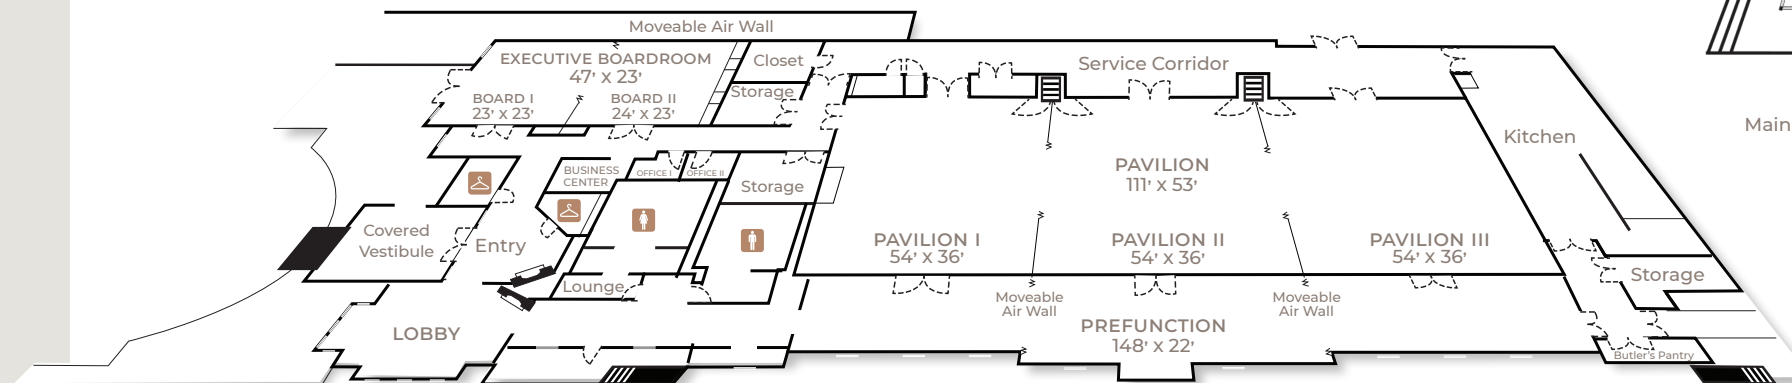 Moveable Air Wall
EXECUTIVE BOARDROOM
47' x 23'
BOARD I
23' x 23'
BOARD II
24' x 23'
Closet
Storage
Service Corridor
Kitchen
Main
PAVILION
111' x 53'
BUSINESS
CENTER
OFFICE I
OFFICE II
Storage
Covered
Vestibule
Entry
PAVILION I
54' x 36'
PAVILION II
54' x 36'
PAVILION III
54' x 36'
Storage
Lounge
Moveable
Air Wall
Moveable
Air Wall
LOBBY
PREFUNCTION
148' x 22'
Butler's Pantry